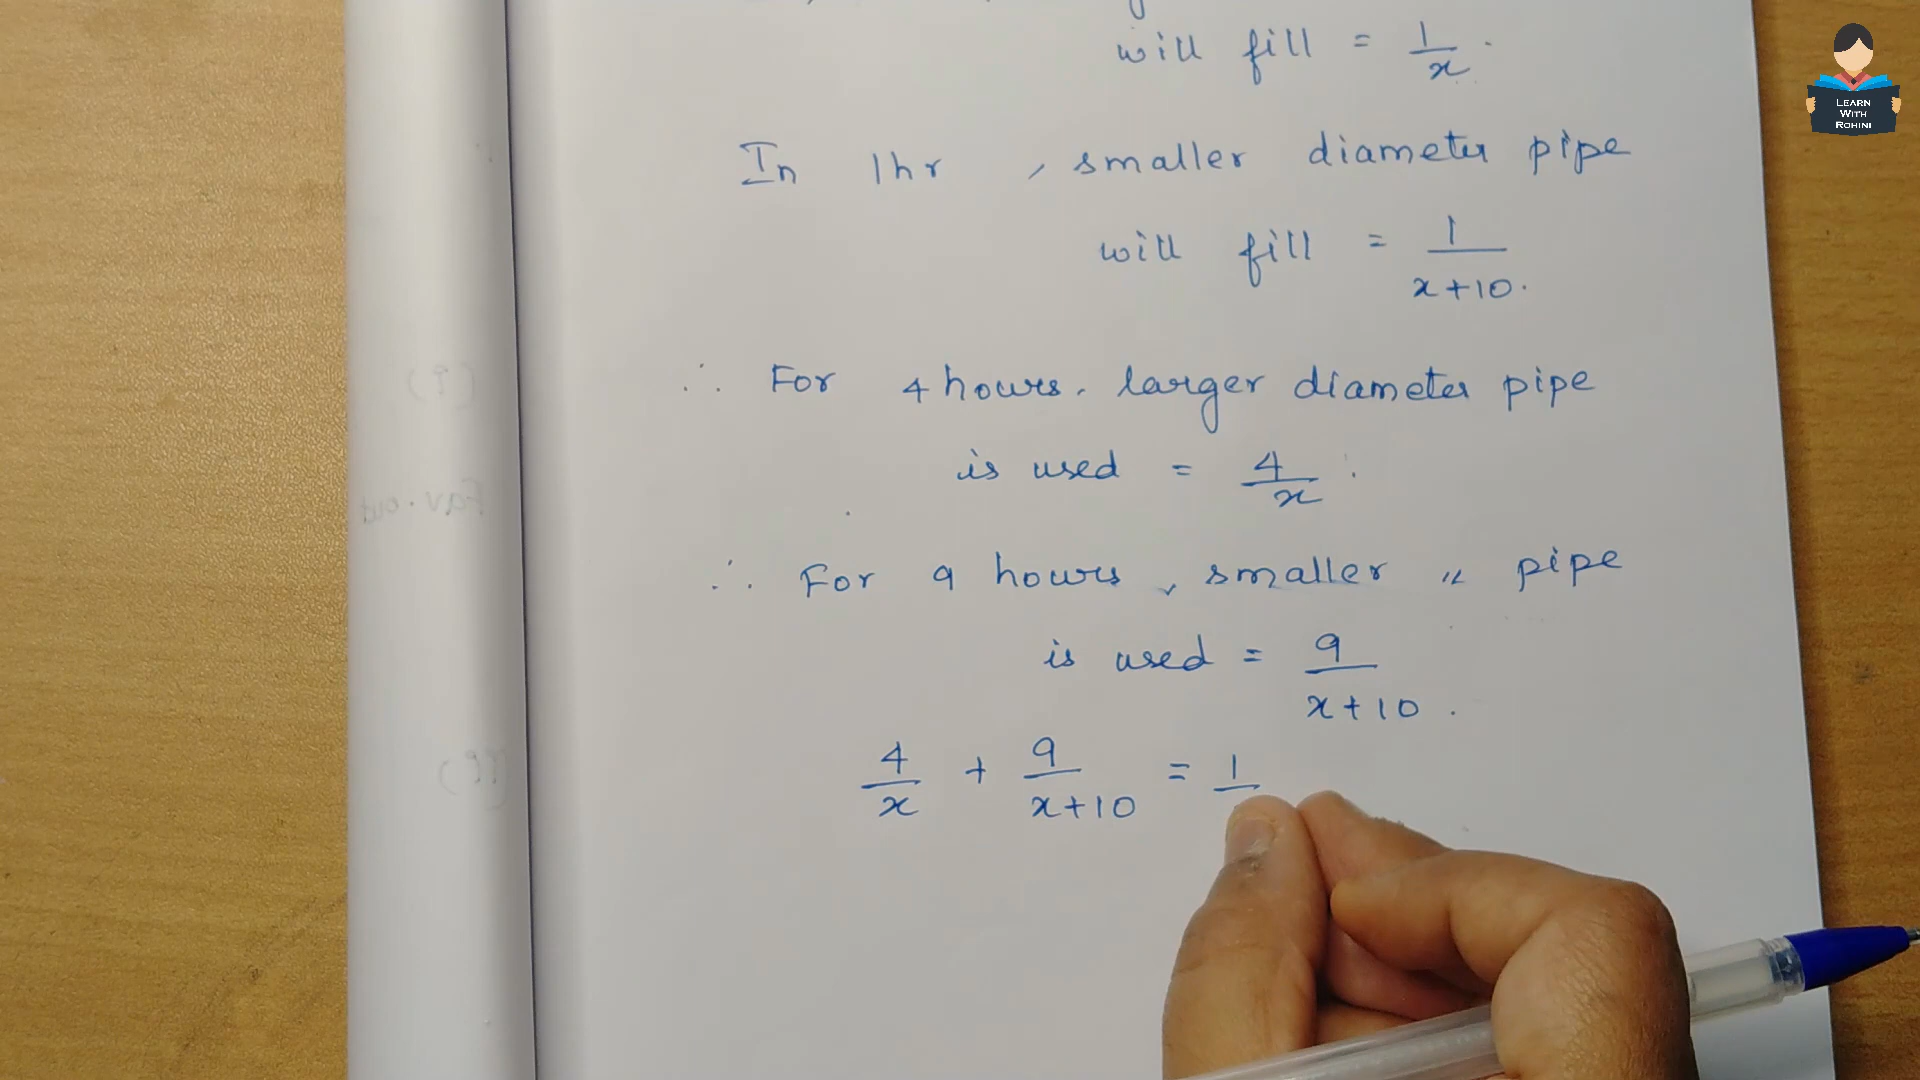 will fill = 1/x.
In 1hr, smaller diameter pipe
will fill = 1/x+10.
∴ For 4 hours, larger diameter pipe
is used = 4/x.
∴ For 9 hours, smaller " pipe
is used = 9/x+10.
4/x + 9/x+10 = 1/
LEARN
WITH
ROHINI